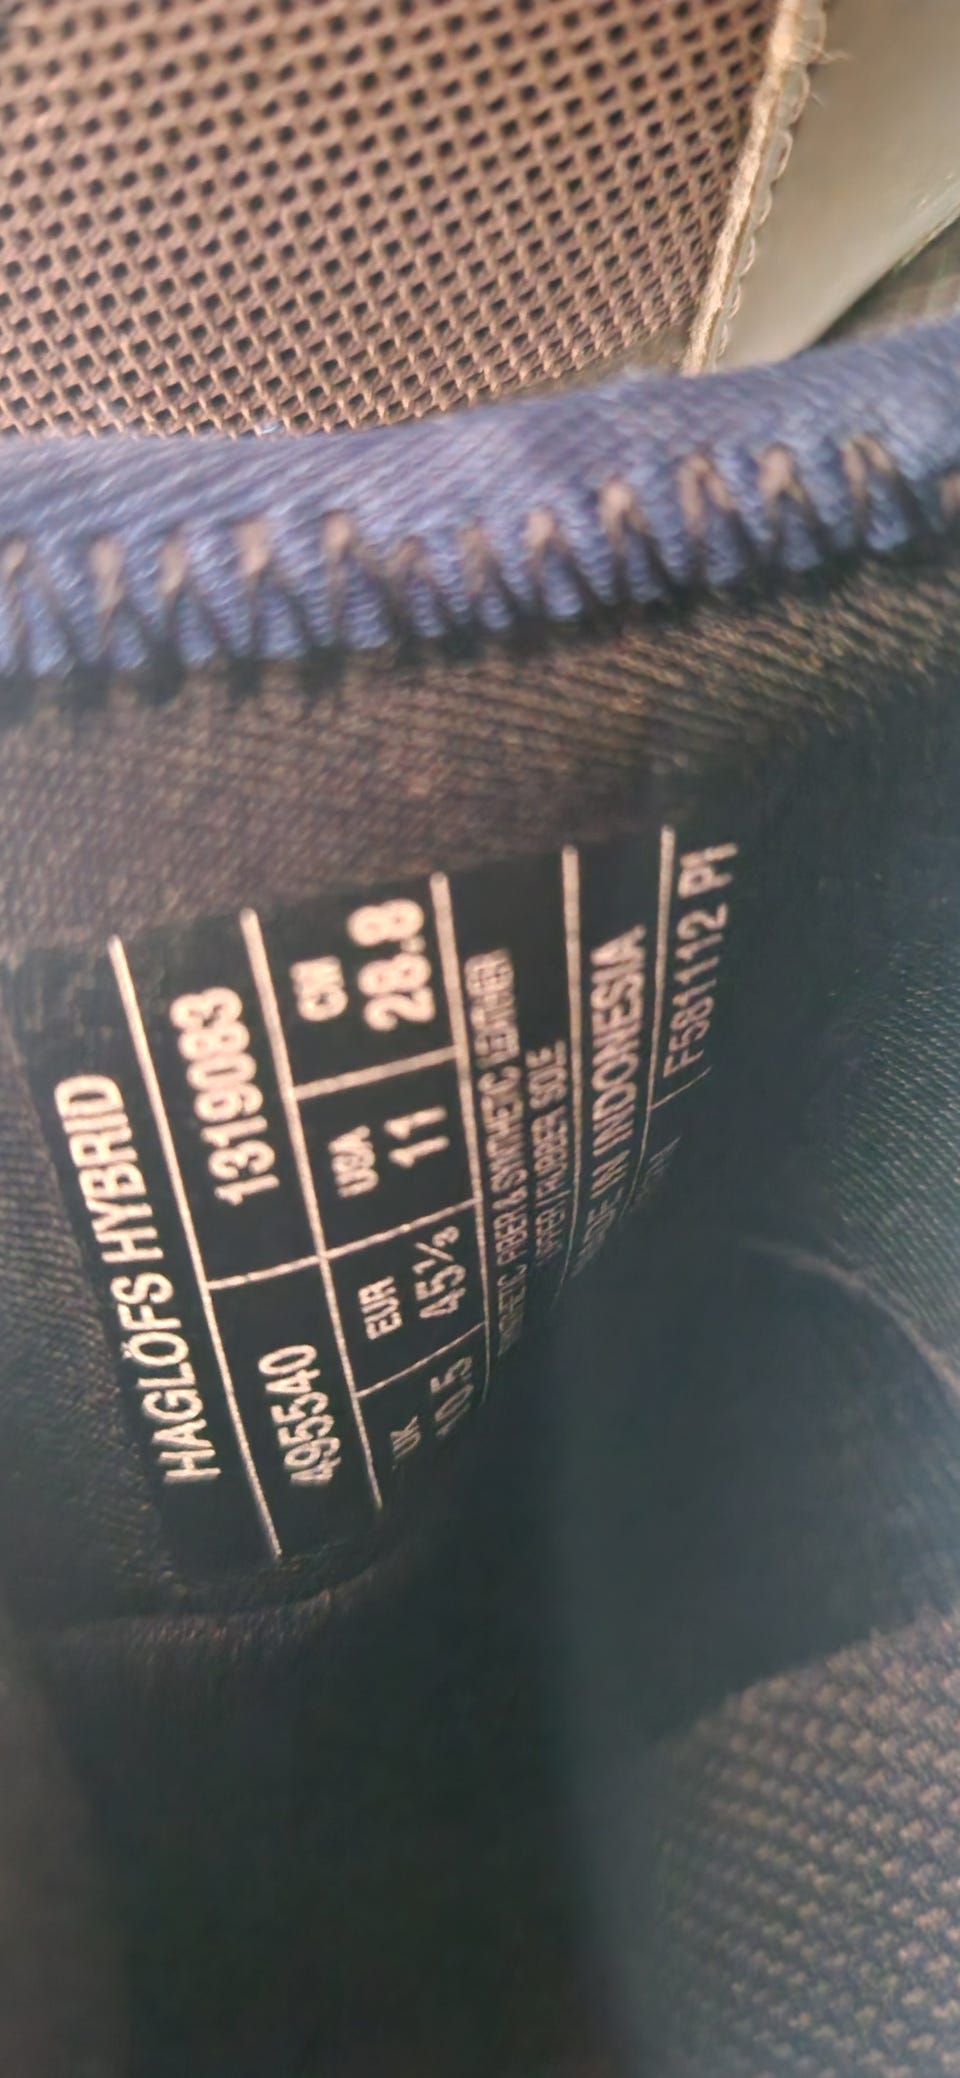 HAGLÖFS HYBRID
495540 1319083
UK EUR USA CM
10.5 45⅓ 11 28.8
SYNTHETIC FIBER & SYNTHETIC LEATHER
UPPER / RUBBER SOLE
MADE IN INDONESIA
F581112